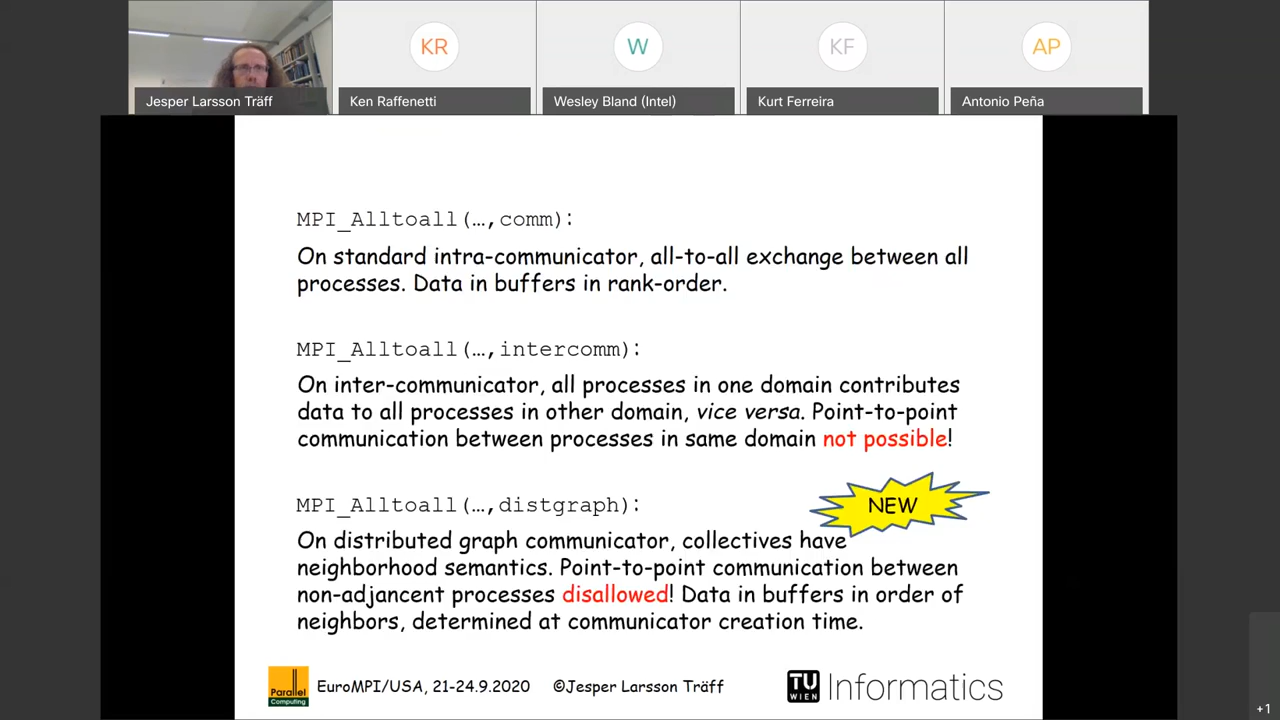 KR
W
KF
AP
Jesper Larsson Träff
Ken Raffenetti
Wesley Bland (Intel)
Kurt Ferreira
Antonio Peña
MPI_Alltoall(…,comm):
On standard intra-communicator, all-to-all exchange between all
processes. Data in buffers in rank-order.
MPI_Alltoall(…,intercomm):
On inter-communicator, all processes in one domain contributes
data to all processes in other domain, vice versa. Point-to-point
communication between processes in same domain not possible!
MPI_Alltoall(…,distgraph):
NEW
On distributed graph communicator, collectives have
neighborhood semantics. Point-to-point communication between
non-adjancent processes disallowed! Data in buffers in order of
neighbors, determined at communicator creation time.
Parallel
Computing
EuroMPI/USA, 21-24.9.2020 ©Jesper Larsson Träff
TU
WIEN
Informatics
+1